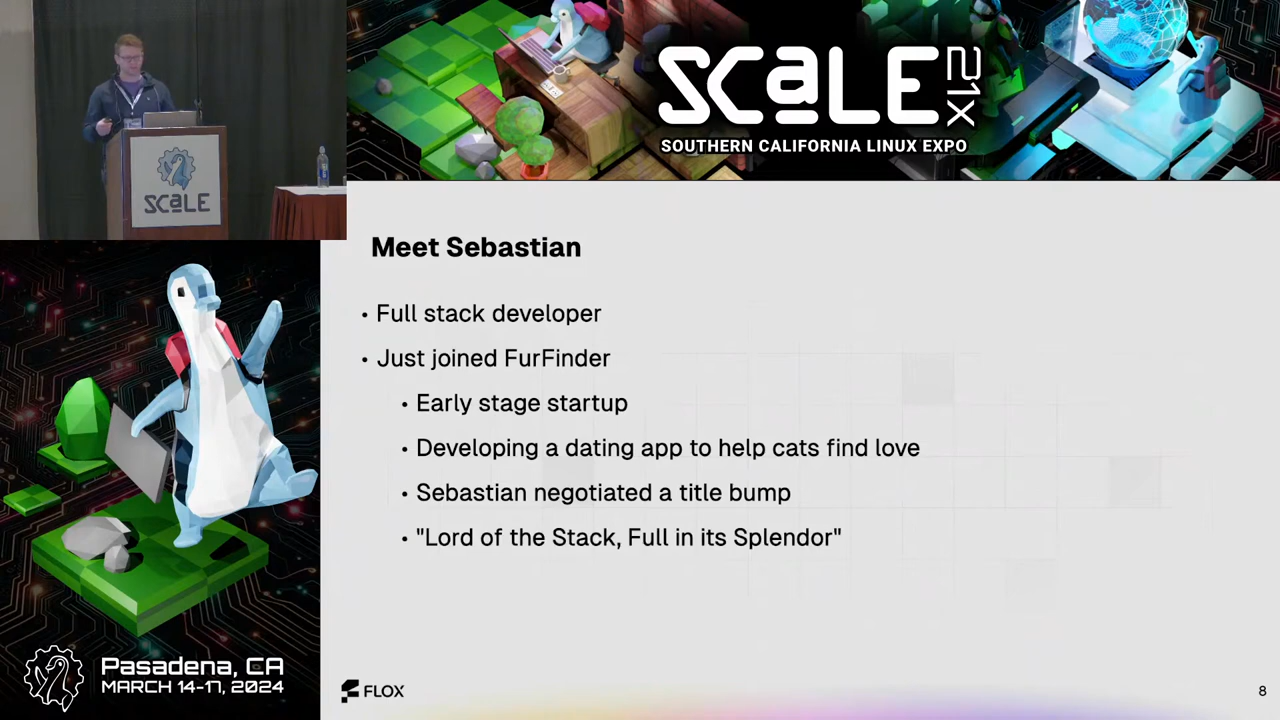 SCALE
21X
SOUTHERN CALIFORNIA LINUX EXPO
SCALE
Meet Sebastian
• Full stack developer
• Just joined FurFinder
• Early stage startup
• Developing a dating app to help cats find love
• Sebastian negotiated a title bump
• "Lord of the Stack, Full in its Splendor"
Pasadena, CA
MARCH 14-17, 2024
FLOX
8